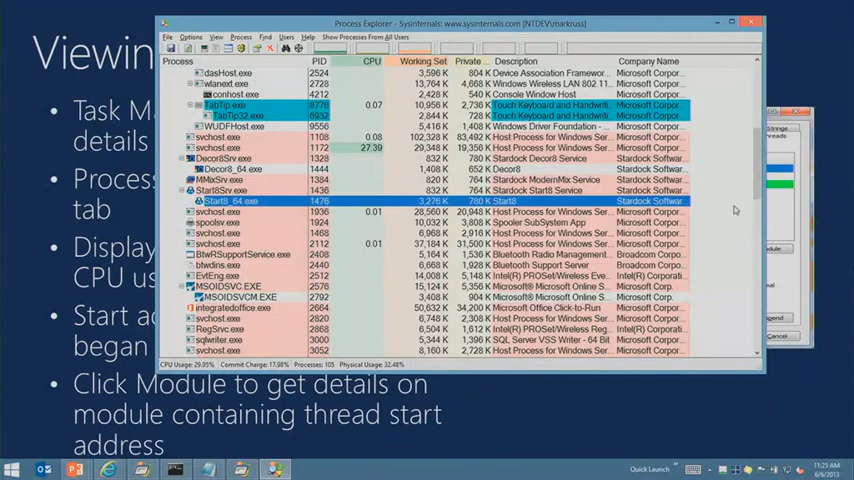 Viewin
• Task Ma
details
• Process
tab
• Display
CPU us
• Start ad
began
• Click Module to get details on
module containing thread start
address
Process Explorer - Sysinternals: www.sysinternals.com [NTDEV\markruss]
File Options View Process Find Users Help Show Processes From All Users
Process PID CPU Working Set Private ... Description Company Name
dasHost.exe 2524 3,596 K 804 K Device Association Framewor... Microsoft Corpor...
wlanext.exe 2728 13,764 K 4,668 K Windows Wireless LAN 802.11... Microsoft Corpor...
conhost.exe 4212 2,428 K 540 K Console Window Host Microsoft Corpor...
TabTip.exe 8776 0.07 10,956 K 2,736 K Touch Keyboard and Handwriti... Microsoft Corpor...
TabTip32.exe 6932 2,844 K 728 K Touch Keyboard and Handwriti... Microsoft Corpor...
WUDFHost.exe 9556 5,416 K 1,408 K Windows Driver Foundation - ... Microsoft Corpor...
svchost.exe 1108 0.08 102,328 K 83,492 K Host Process for Windows Ser... Microsoft Corpor...
svchost.exe 1172 27.39 29,348 K 19,356 K Host Process for Windows Ser... Microsoft Corpor...
Decor8Srv.exe 1328 832 K 752 K Stardock Decor8 Service Stardock Softwar...
Decor8_64.exe 1444 1,408 K 652 K Decor8 Stardock Softwar...
MMixSrv.exe 1384 820 K 764 K Stardock ModernMix Service Stardock Softwar...
Start8Srv.exe 1436 832 K 764 K Stardock Start8 Service Stardock Softwar...
Start8_64.exe 1476 3,276 K 780 K Start8 Stardock Softwar...
svchost.exe 1936 0.01 28,560 K 20,948 K Host Process for Windows Ser... Microsoft Corpor...
spoolsv.exe 2044 10,032 K 3,808 K Spooler SubSystem App Microsoft Corpor...
svchost.exe 1468 6,968 K 2,288 K Host Process for Windows Ser... Microsoft Corpor...
svchost.exe 2112 0.01 37,184 K 31,500 K Host Process for Windows Ser... Microsoft Corpor...
BtwRSupportService.exe 2408 5,164 K 1,536 K Bluetooth Radio Management... Broadcom Corpor...
btwdins.exe 2440 6,668 K 1,928 K Bluetooth Support Server Broadcom Corpor...
EvtEng.exe 2512 14,008 K 5,148 K Intel(R) PROSet/Wireless Eve... Intel(R) Corporati...
MSOIDSVC.EXE 2576 15,124 K 5,356 K Microsoft® Microsoft Online S... Microsoft Corp.
MSOIDSVCM.EXE 2792 3,408 K 904 K Microsoft® Microsoft Online S... Microsoft Corp.
integratedoffice.exe 2644 50,632 K 34,200 K Microsoft Office Click-to-Run Microsoft Corpor...
svchost.exe 2820 6,748 K 2,308 K Host Process for Windows Ser... Microsoft Corpor...
RegSrvc.exe 2868 6,504 K 1,512 K Intel(R) PROSet/Wireless Regi... Intel(R) Corporati...
sqlwriter.exe 2988 5,344 K 1,396 K SQL Server VSS Writer - 64 Bit Microsoft Corpor...
svchost.exe 3052 8,160 K 2,728 K Host Process for Windows Ser... Microsoft Corpor...
CPU Usage: 29.95% Commit Charge: 17.98% Processes: 105 Physical Usage: 32.48%
Strings
Quick Launch
11:25 AM
6/6/2013